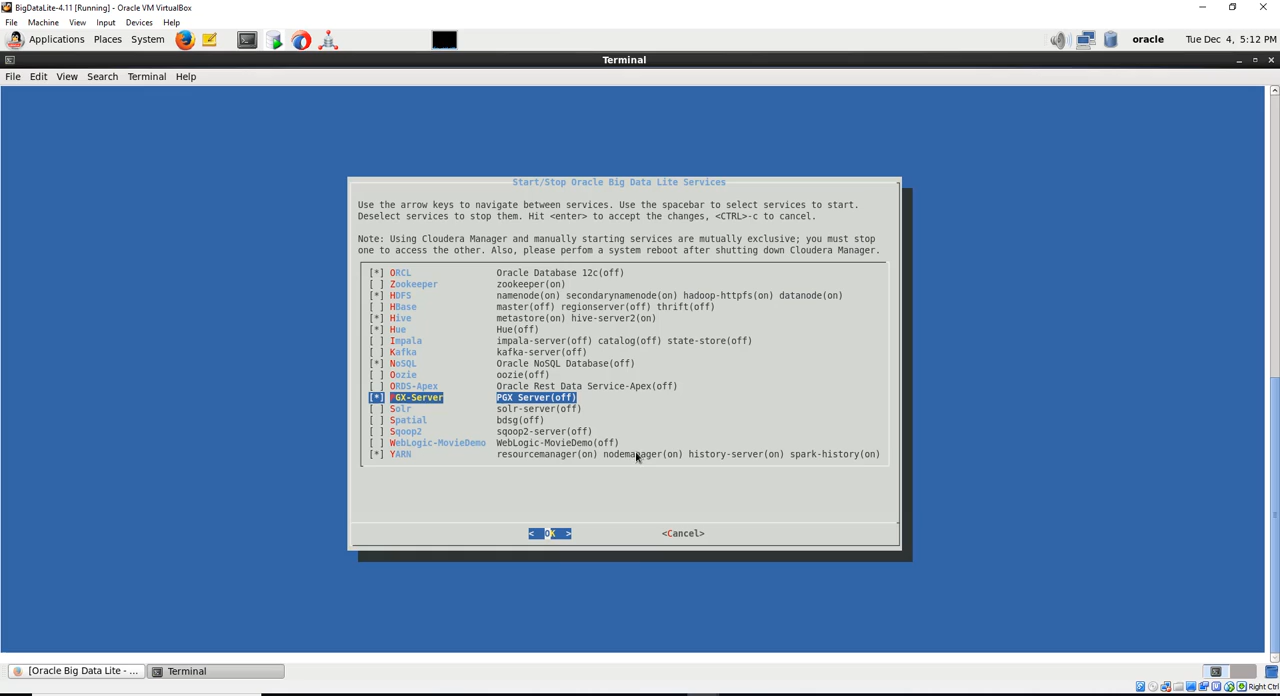 BigDataLite-4.11 [Running] - Oracle VM VirtualBox
File Machine View Input Devices Help
Applications Places System oracle Tue Dec 4, 5:12 PM
Terminal
File Edit View Search Terminal Help
Start/Stop Oracle Big Data Lite Services
Use the arrow keys to navigate between services. Use the spacebar to select services to start.
Deselect services to stop them. Hit <enter> to accept the changes, <CTRL>-c to cancel.
Note: Using Cloudera Manager and manually starting services are mutually exclusive; you must stop
one to access the other. Also, please perfom a system reboot after shutting down Cloudera Manager.
[*] ORCL Oracle Database 12c(off)
[ ] Zookeeper zookeeper(on)
[*] HDFS namenode(on) secondarynamenode(on) hadoop-httpfs(on) datanode(on)
[ ] HBase master(off) regionserver(off) thrift(off)
[*] Hive metastore(on) hive-server2(on)
[*] Hue Hue(off)
[ ] Impala impala-server(off) catalog(off) state-store(off)
[ ] Kafka kafka-server(off)
[*] NoSQL Oracle NoSQL Database(off)
[ ] Oozie oozie(off)
[ ] ORDS-Apex Oracle Rest Data Service-Apex(off)
[*] PGX-Server PGX Server(off)
[ ] Solr solr-server(off)
[ ] Spatial bdsg(off)
[ ] Sqoop2 sqoop2-server(off)
[ ] WebLogic-MovieDemo WebLogic-MovieDemo(off)
[*] YARN resourcemanager(on) nodemanager(on) history-server(on) spark-history(on)
< OK > <Cancel>
[Oracle Big Data Lite - ... Terminal
Right Ctrl